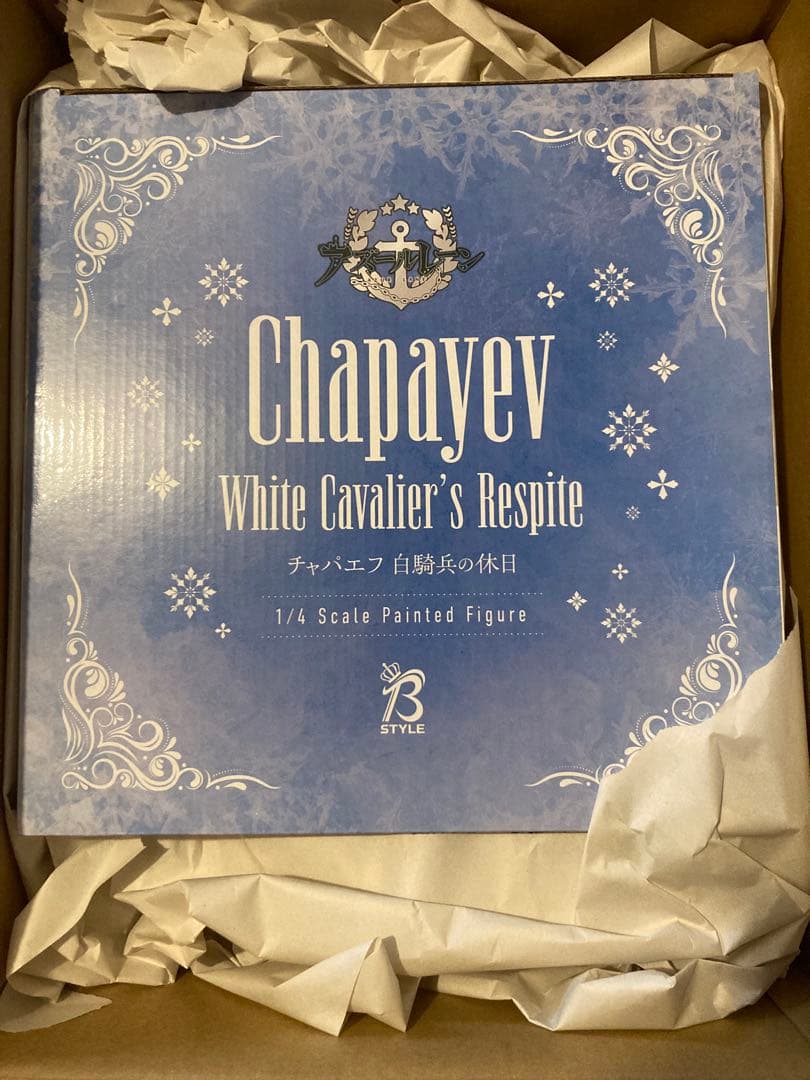 アズールレーン
Chapayev
White Cavalier's Respite
チャパエフ 白騎兵の休日
1/4 Scale Painted Figure
B
STYLE